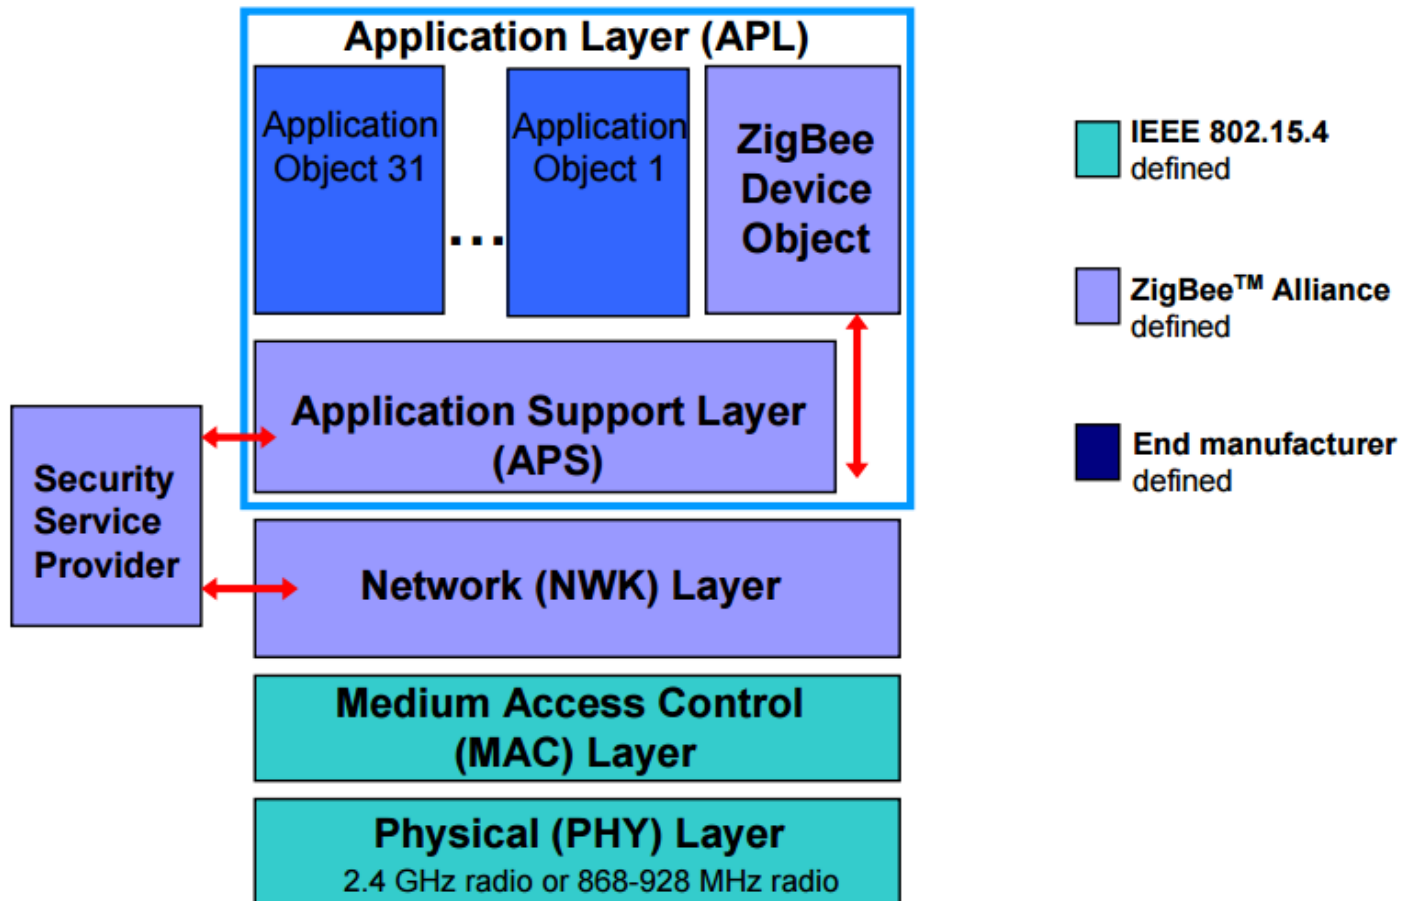 Application Layer (APL)
Application
Object 31
...
Application
Object 1
ZigBee
Device
Object
Application Support Layer
(APS)
Security
Service
Provider
Network (NWK) Layer
Medium Access Control
(MAC) Layer
Physical (PHY) Layer
2.4 GHz radio or 868-928 MHz radio
IEEE 802.15.4
defined
ZigBee™ Alliance
defined
End manufacturer
defined